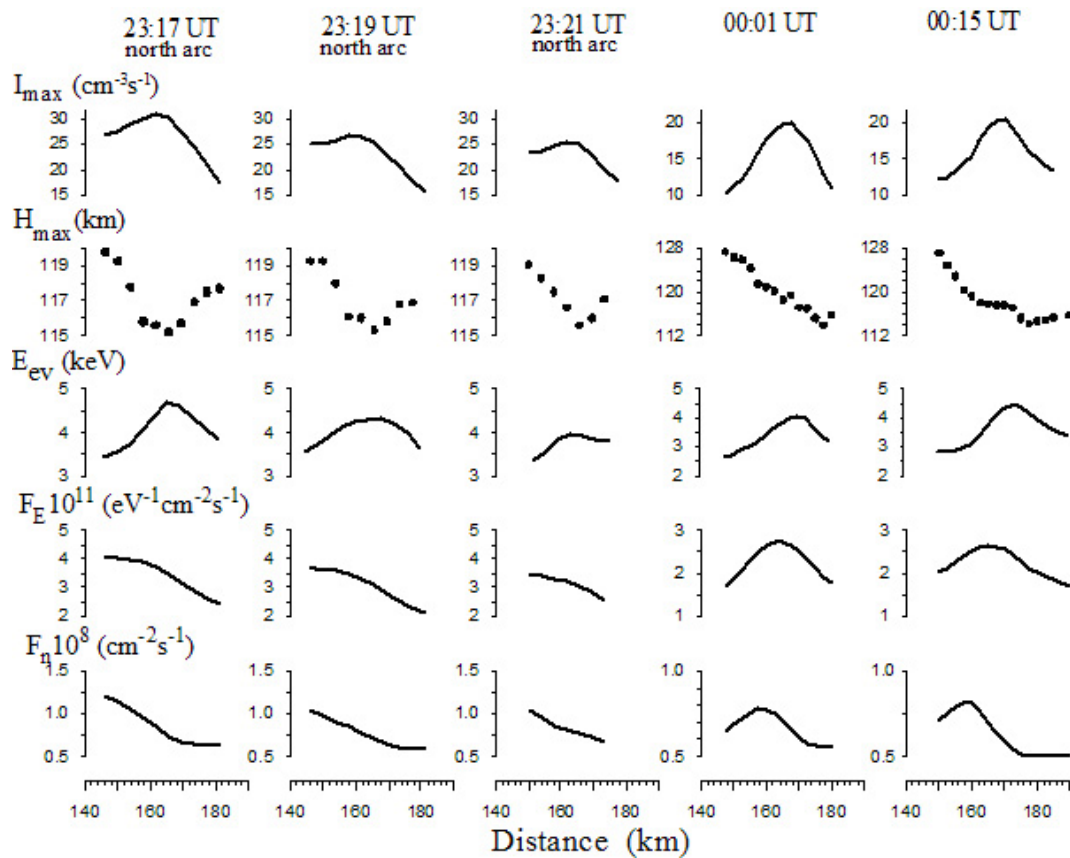 23:17 UT 23:19 UT 23:21 UT 00:01 UT 00:15 UT
north arc north arc north arc
I_max (cm⁻³s⁻¹)
30 30 30 20 20
25 25 25 15 15
20 20 20 10 10
15 15 15
H_max (km)
119 119 119 128 128
117 117 117 120 120
115 115 115 112 112
E_ev (keV)
5 5 5 5 5
4 4 4 4 4
3 3 3 3 3
2 2
F_E 10¹¹ (eV⁻¹cm⁻²s⁻¹)
5 5 5 3 3
4 4 4 2 2
3 3 3 1 1
2 2 2
F_n 10⁸ (cm⁻²s⁻¹)
1.5 1.5 1.5 1.0 1.0
1.0 1.0 1.0 0.5 0.5
0.5 0.5 0.5
140 160 180 140 160 180 140 160 180 140 160 180 140 160 180
Distance (km)